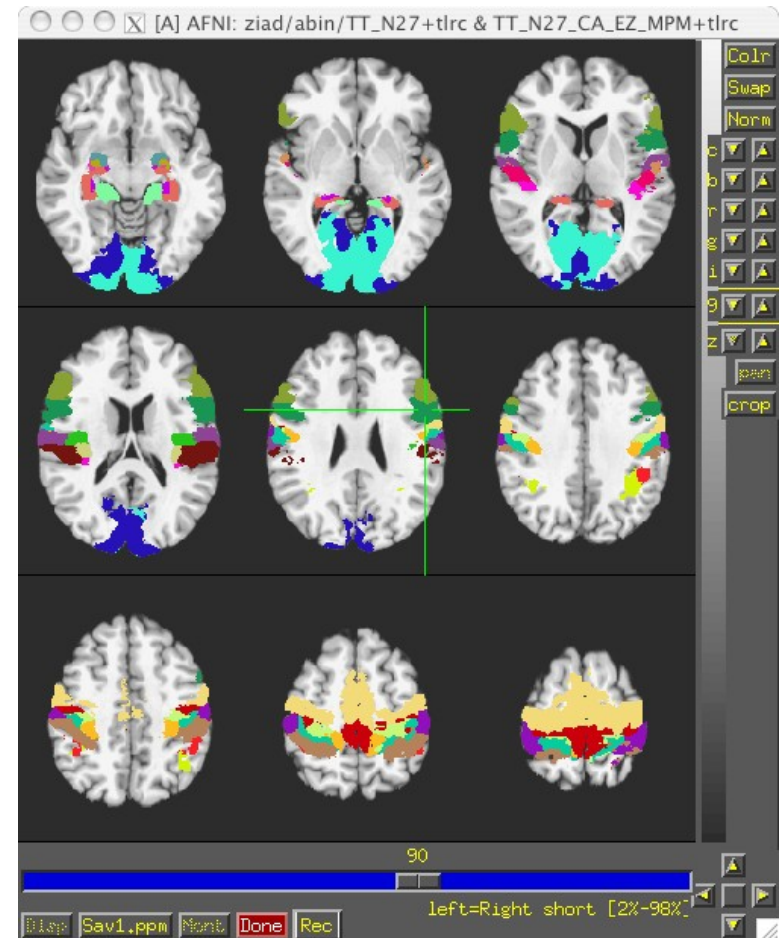 X [A] AFNI: ziad/abin/TT_N27+tlrc & TT_N27_CA_EZ_MPM+tlrc
Colr
Swap
Norm
c
b
r
g
i
9
z
pan
crop
90
left=Right short [2%-98%]
Disp Sav1.ppm Mont Done Rec